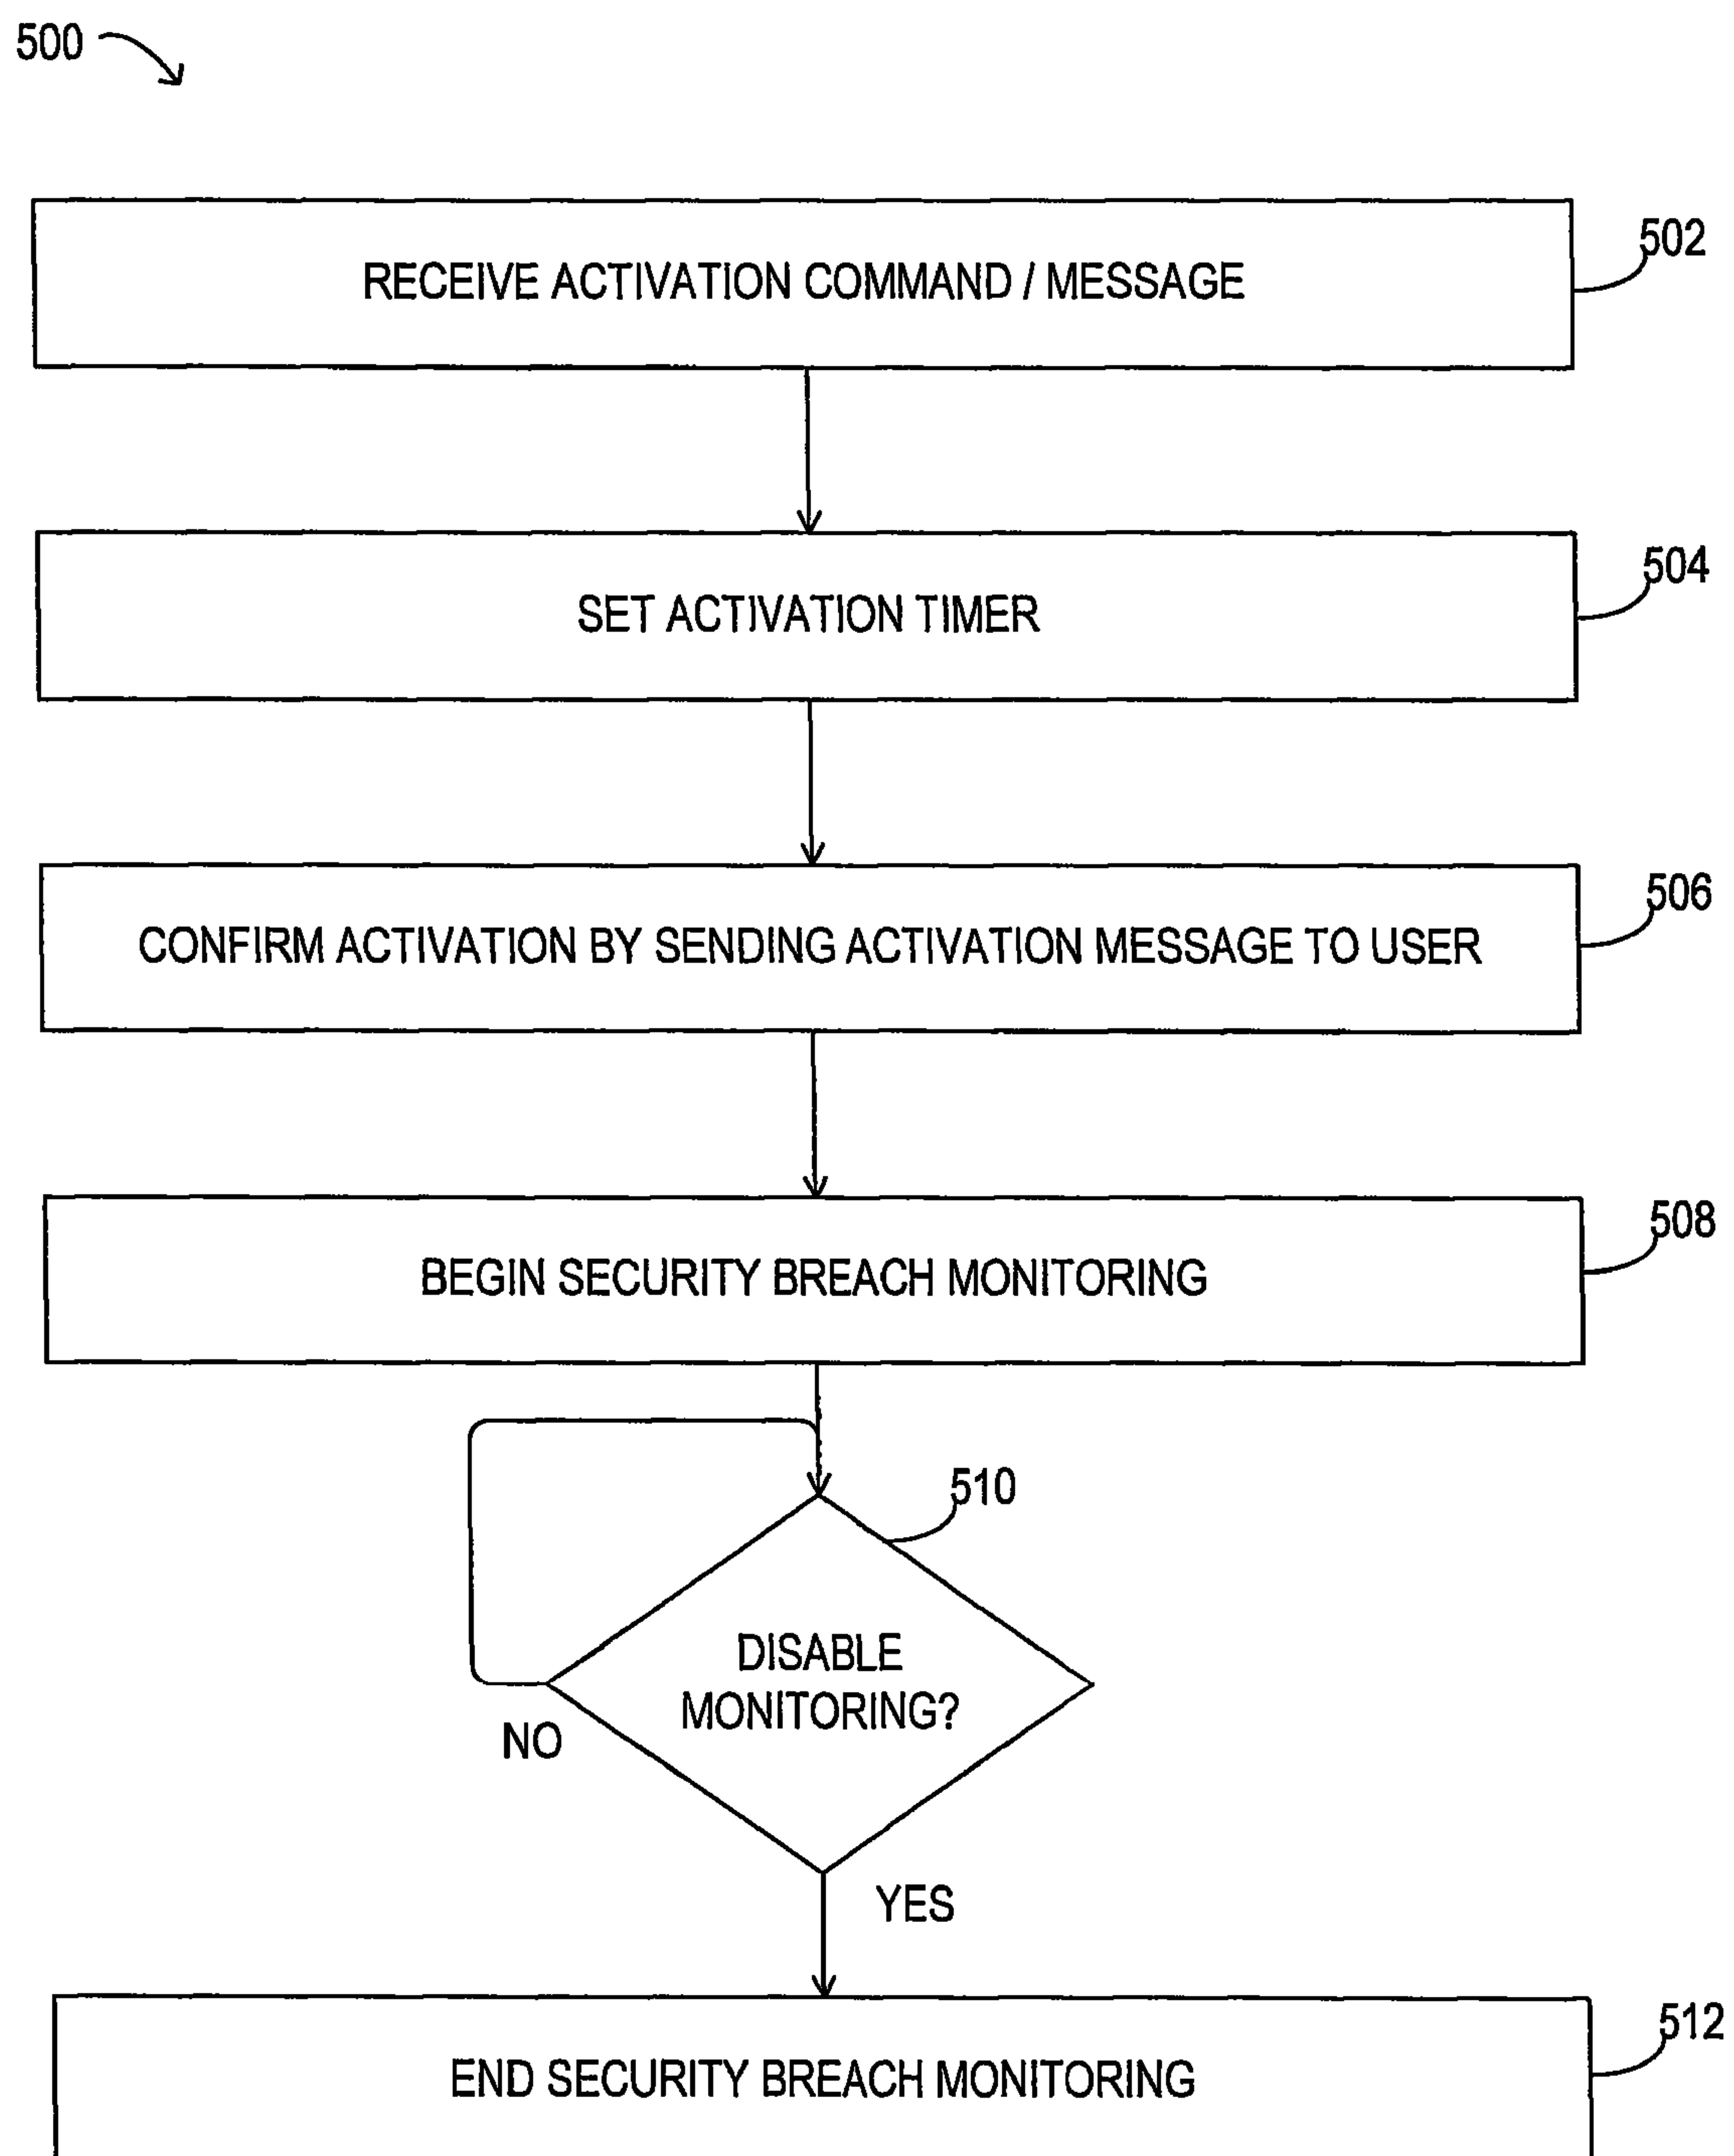 500
RECEIVE ACTIVATION COMMAND / MESSAGE
502
SET ACTIVATION TIMER
504
CONFIRM ACTIVATION BY SENDING ACTIVATION MESSAGE TO USER
506
BEGIN SECURITY BREACH MONITORING
508
510
DISABLE
MONITORING?
NO
YES
END SECURITY BREACH MONITORING
512